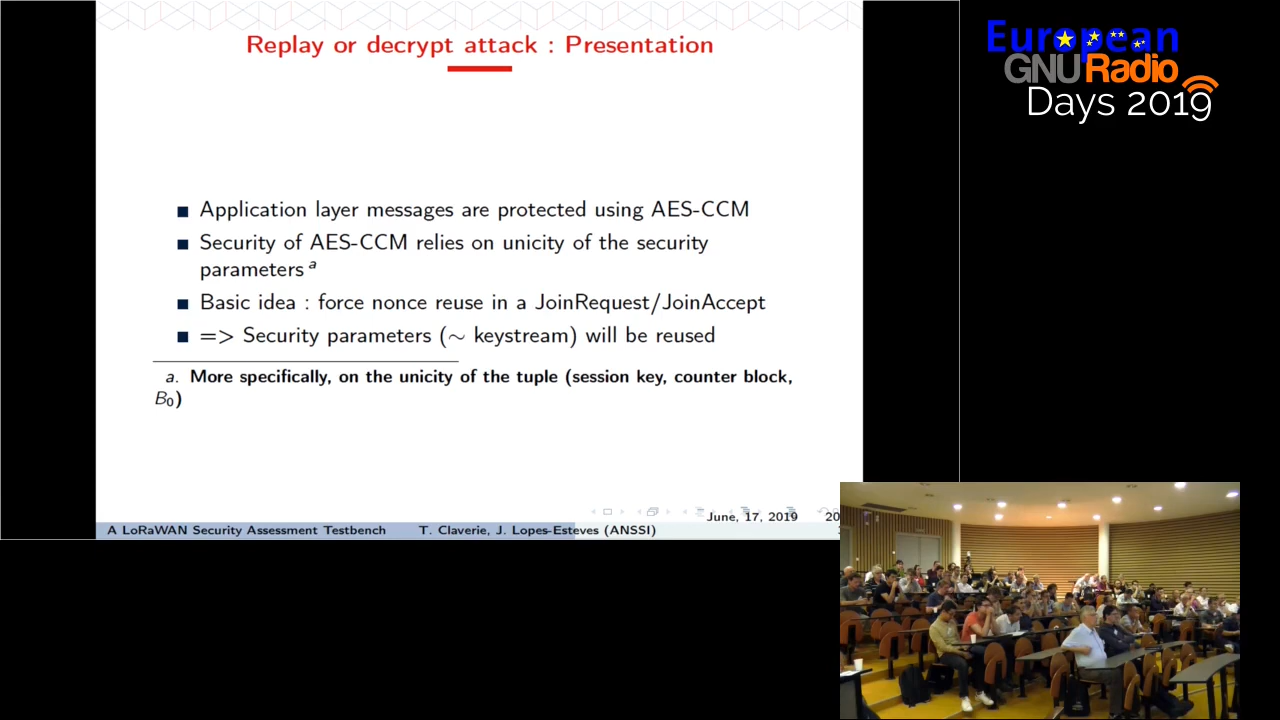 Replay or decrypt attack : Presentation
European
GNURadio
Days 2019
■ Application layer messages are protected using AES-CCM
■ Security of AES-CCM relies on unicity of the security
parameters a
■ Basic idea : force nonce reuse in a JoinRequest/JoinAccept
■ => Security parameters (∼ keystream) will be reused
a. More specifically, on the unicity of the tuple (session key, counter block,
B0)
June, 17, 2019 20
A LoRaWAN Security Assessment Testbench T. Claverie, J. Lopes-Esteves (ANSSI)